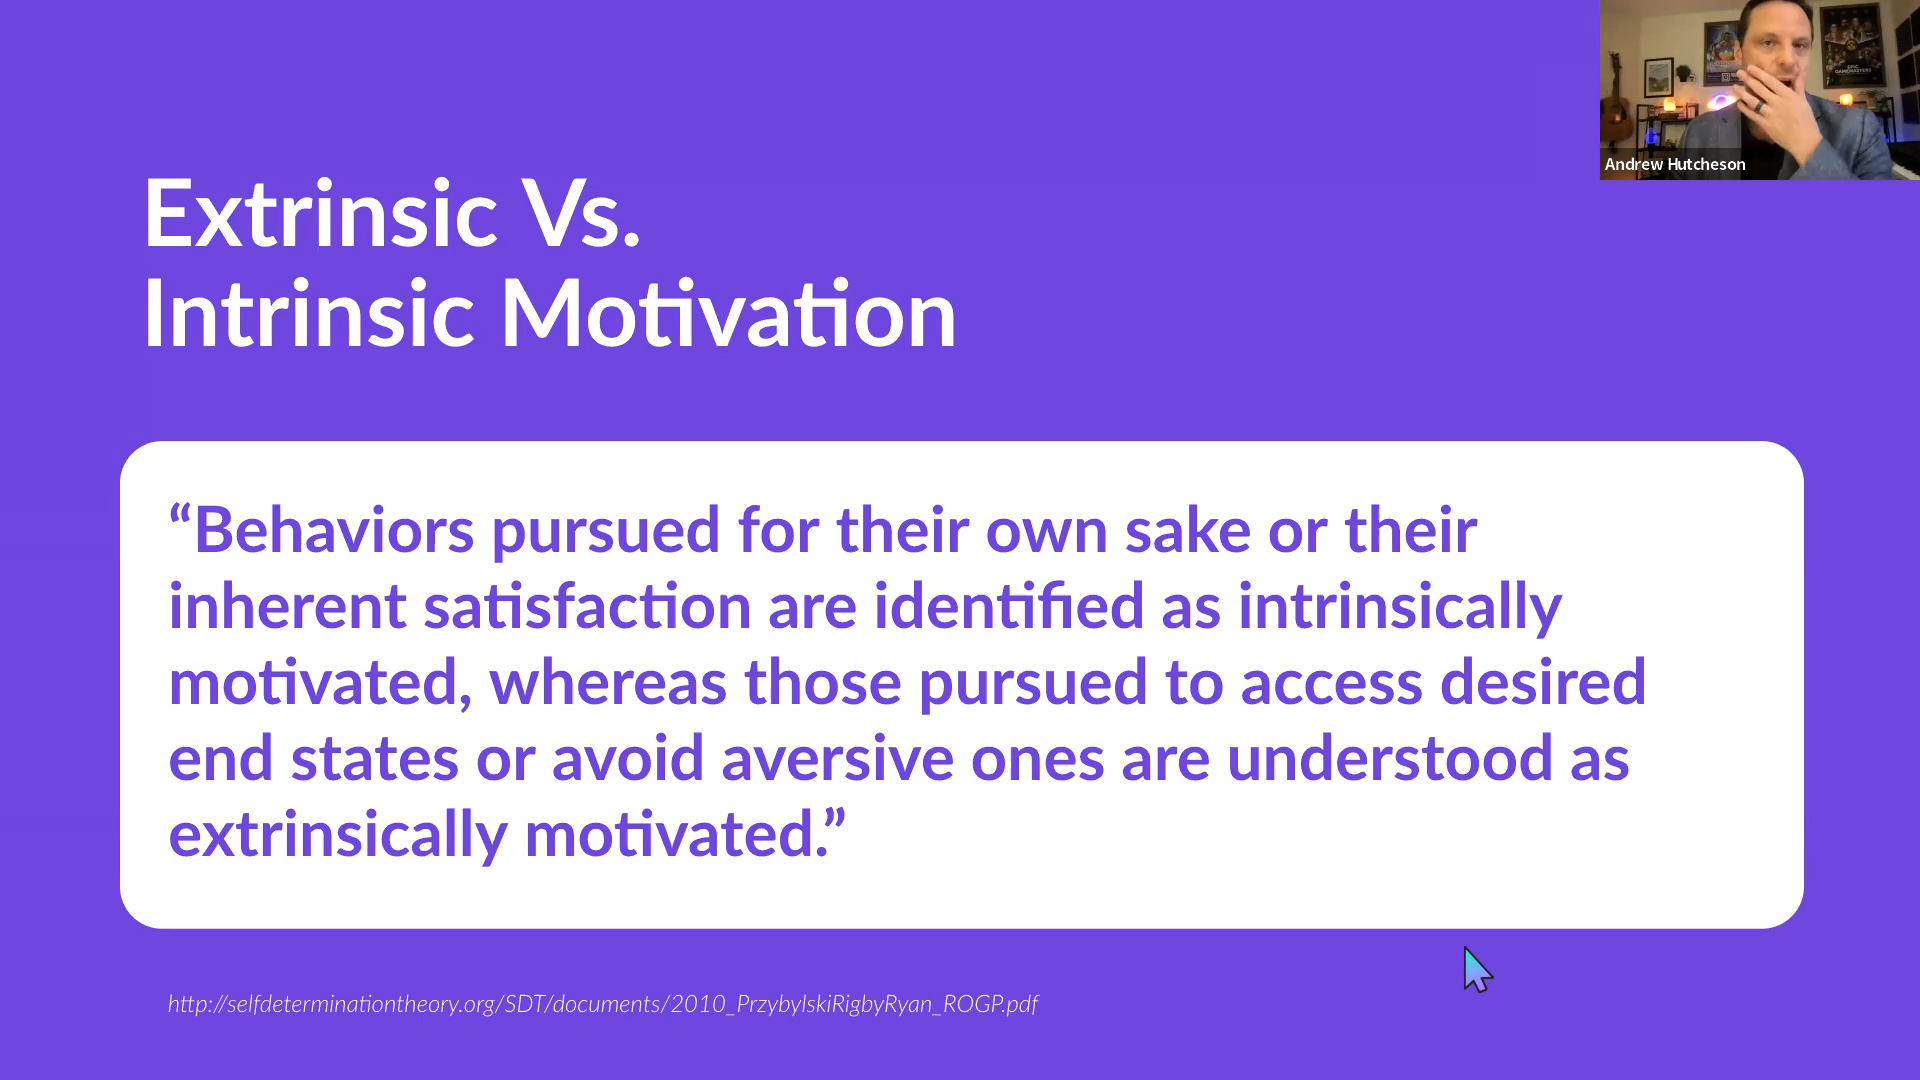 Extrinsic Vs.
Intrinsic Motivation
“Behaviors pursued for their own sake or their
inherent satisfaction are identified as intrinsically
motivated, whereas those pursued to access desired
end states or avoid aversive ones are understood as
extrinsically motivated.”
http://selfdeterminationtheory.org/SDT/documents/2010_PrzybylskiRigbyRyan_ROGP.pdf
Andrew Hutcheson